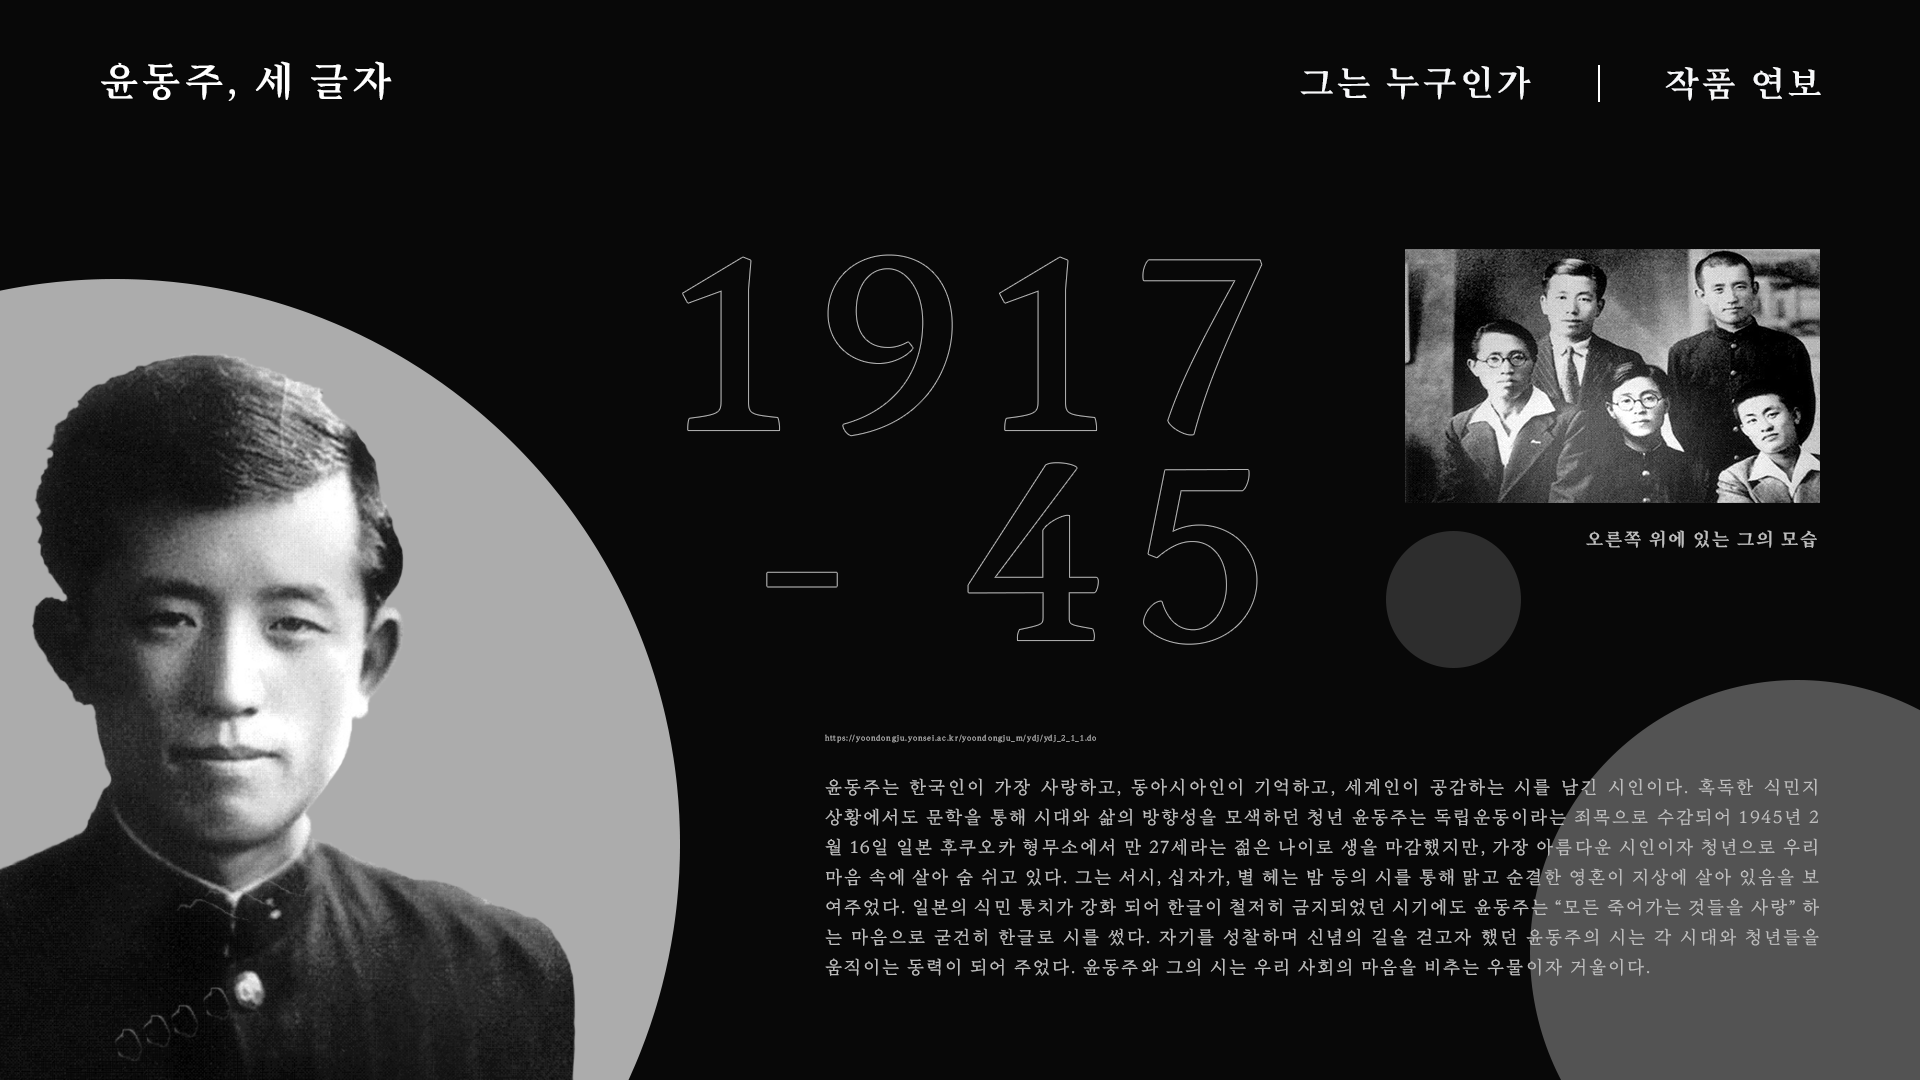 윤동주, 세 글자
그는 누구인가 | 작품 연보
1917
– 45
오른쪽 위에 있는 그의 모습
https://yoondongju.yonsei.ac.kr/yoondongju_m/ydj/ydj_2_1_1.do
윤동주는 한국인이 가장 사랑하고, 동아시아인이 기억하고, 세계인이 공감하는 시를 남긴 시인이다. 혹독한 식민지
상황에서도 문학을 통해 시대와 삶의 방향성을 모색하던 청년 윤동주는 독립운동이라는 죄목으로 수감되어 1945년 2
월 16일 일본 후쿠오카 형무소에서 만 27세라는 젊은 나이로 생을 마감했지만, 가장 아름다운 시인이자 청년으로 우리
마음 속에 살아 숨 쉬고 있다. 그는 서시, 십자가, 별 헤는 밤 등의 시를 통해 맑고 순결한 영혼이 지상에 살아 있음을 보
여주었다. 일본의 식민 통치가 강화 되어 한글이 철저히 금지되었던 시기에도 윤동주는 “모든 죽어가는 것들을 사랑” 하
는 마음으로 굳건히 한글로 시를 썼다. 자기를 성찰하며 신념의 길을 걷고자 했던 윤동주의 시는 각 시대와 청년들을
움직이는 동력이 되어 주었다. 윤동주와 그의 시는 우리 사회의 마음을 비추는 우물이자 거울이다.